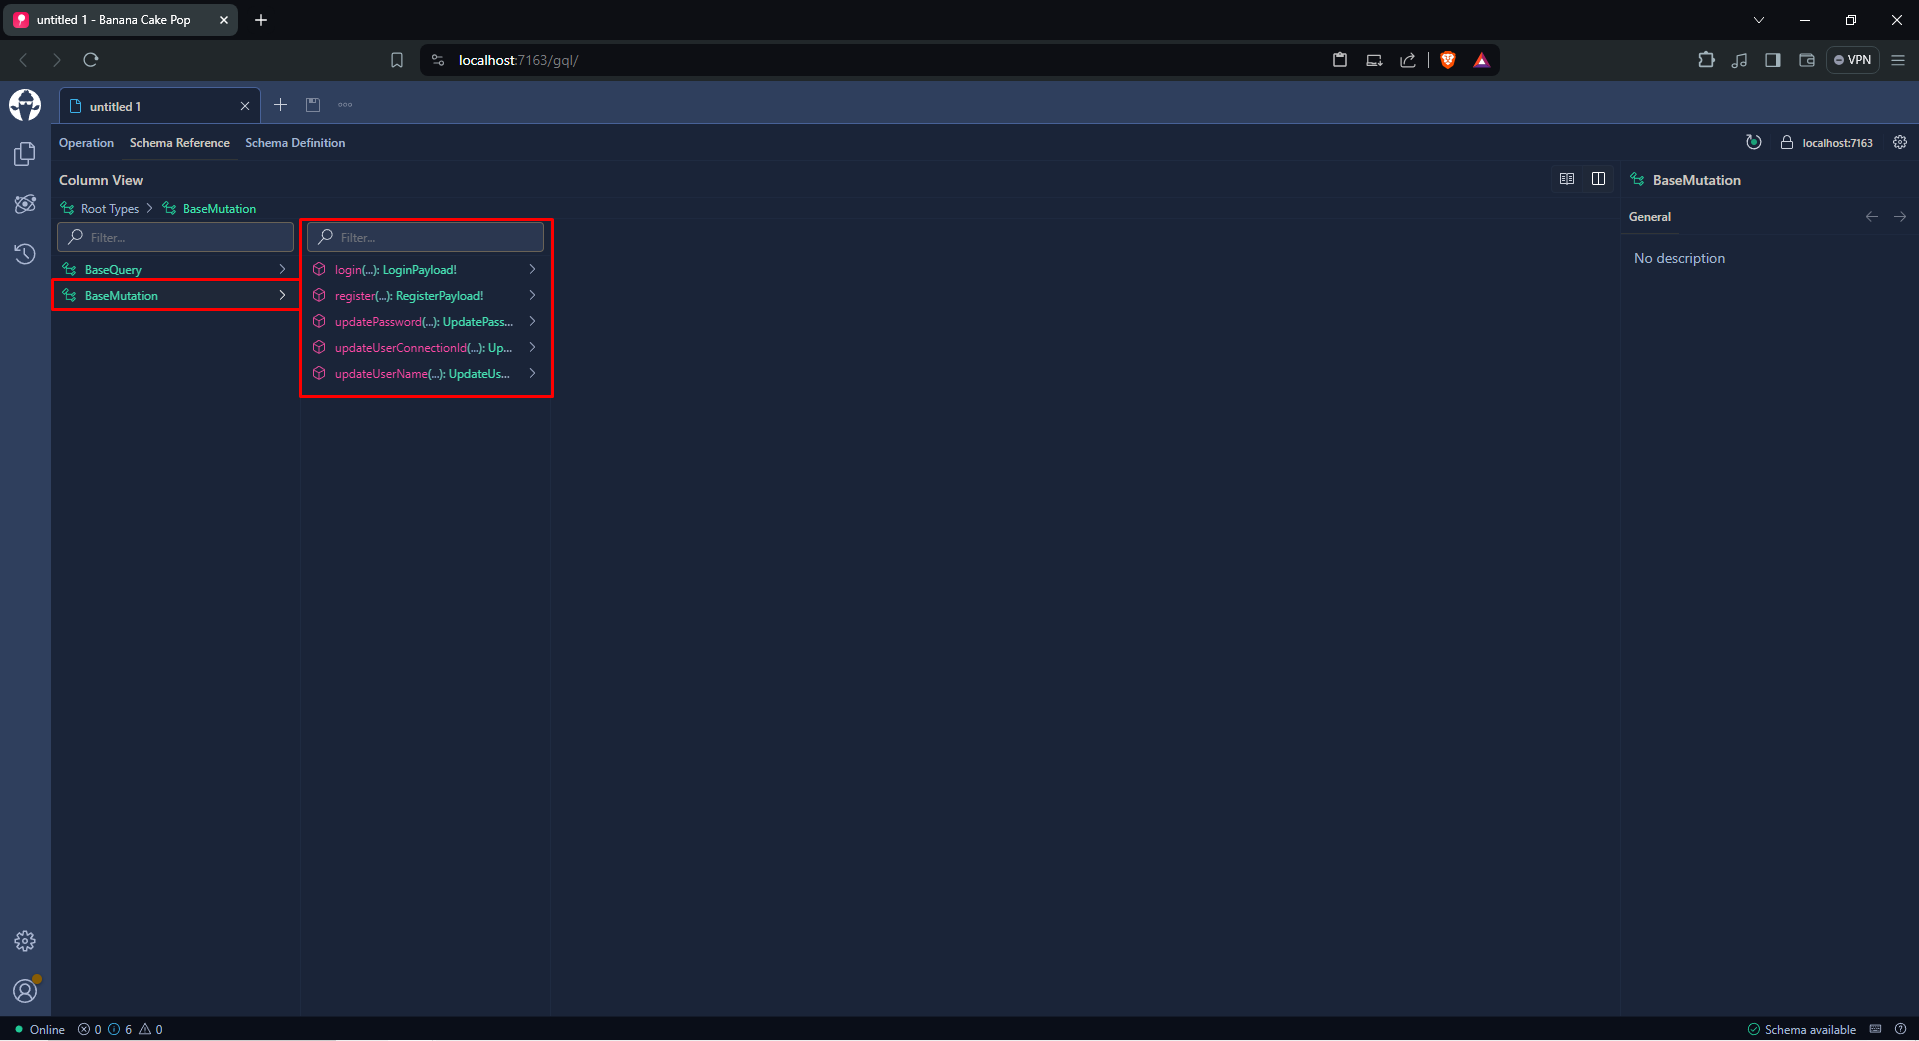 untitled 1 - Banana Cake Pop
localhost:7163/gql/
VPN
untitled 1
Operation
Schema Reference
Schema Definition
localhost:7163
Column View
BaseMutation
Root Types
BaseMutation
General
Filter...
Filter...
No description
BaseQuery
BaseMutation
login(...): LoginPayload!
register(...): RegisterPayload!
updatePassword(...): UpdatePass...
updateUserConnectionId(...): Up...
updateUserName(...): UpdateUs...
Online 0 6 0
Schema available